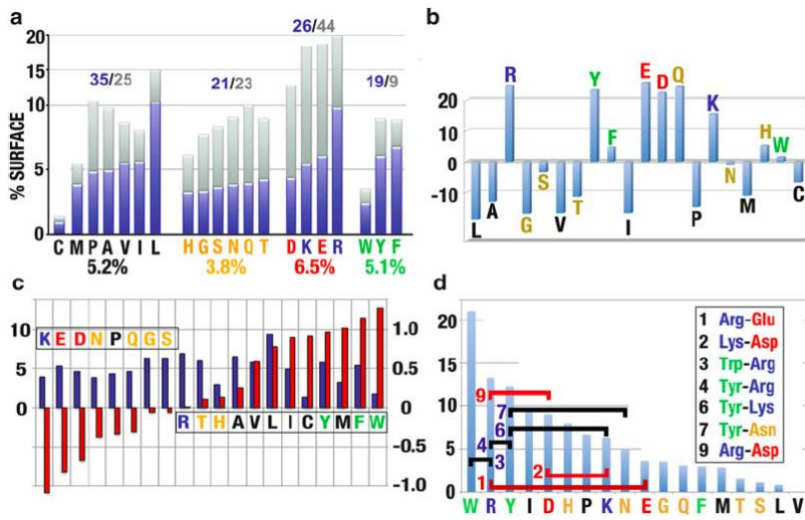 a
35/25
21/23
26/44
19/9
% SURFACE
20
15
10
5
0
C M P A V I L H G S N Q T D K E R W Y F
5.2% 3.8% 6.5% 5.1%
b
20
10
0
-10
R Y F E D Q K H W
L A G S V T I P N M C
c
10
5
0
K E D N P Q G S
R T H A V L I C Y M F W
1.0
0.5
0
-0.5
-1.0
d
20
15
10
5
0
1 Arg-Glu
2 Lys-Asp
3 Trp-Arg
4 Tyr-Arg
6 Tyr-Lys
7 Tyr-Asn
9 Arg-Asp
9
7
6
4
3
2
1
W R Y I D H P K N E G Q F M T S L V